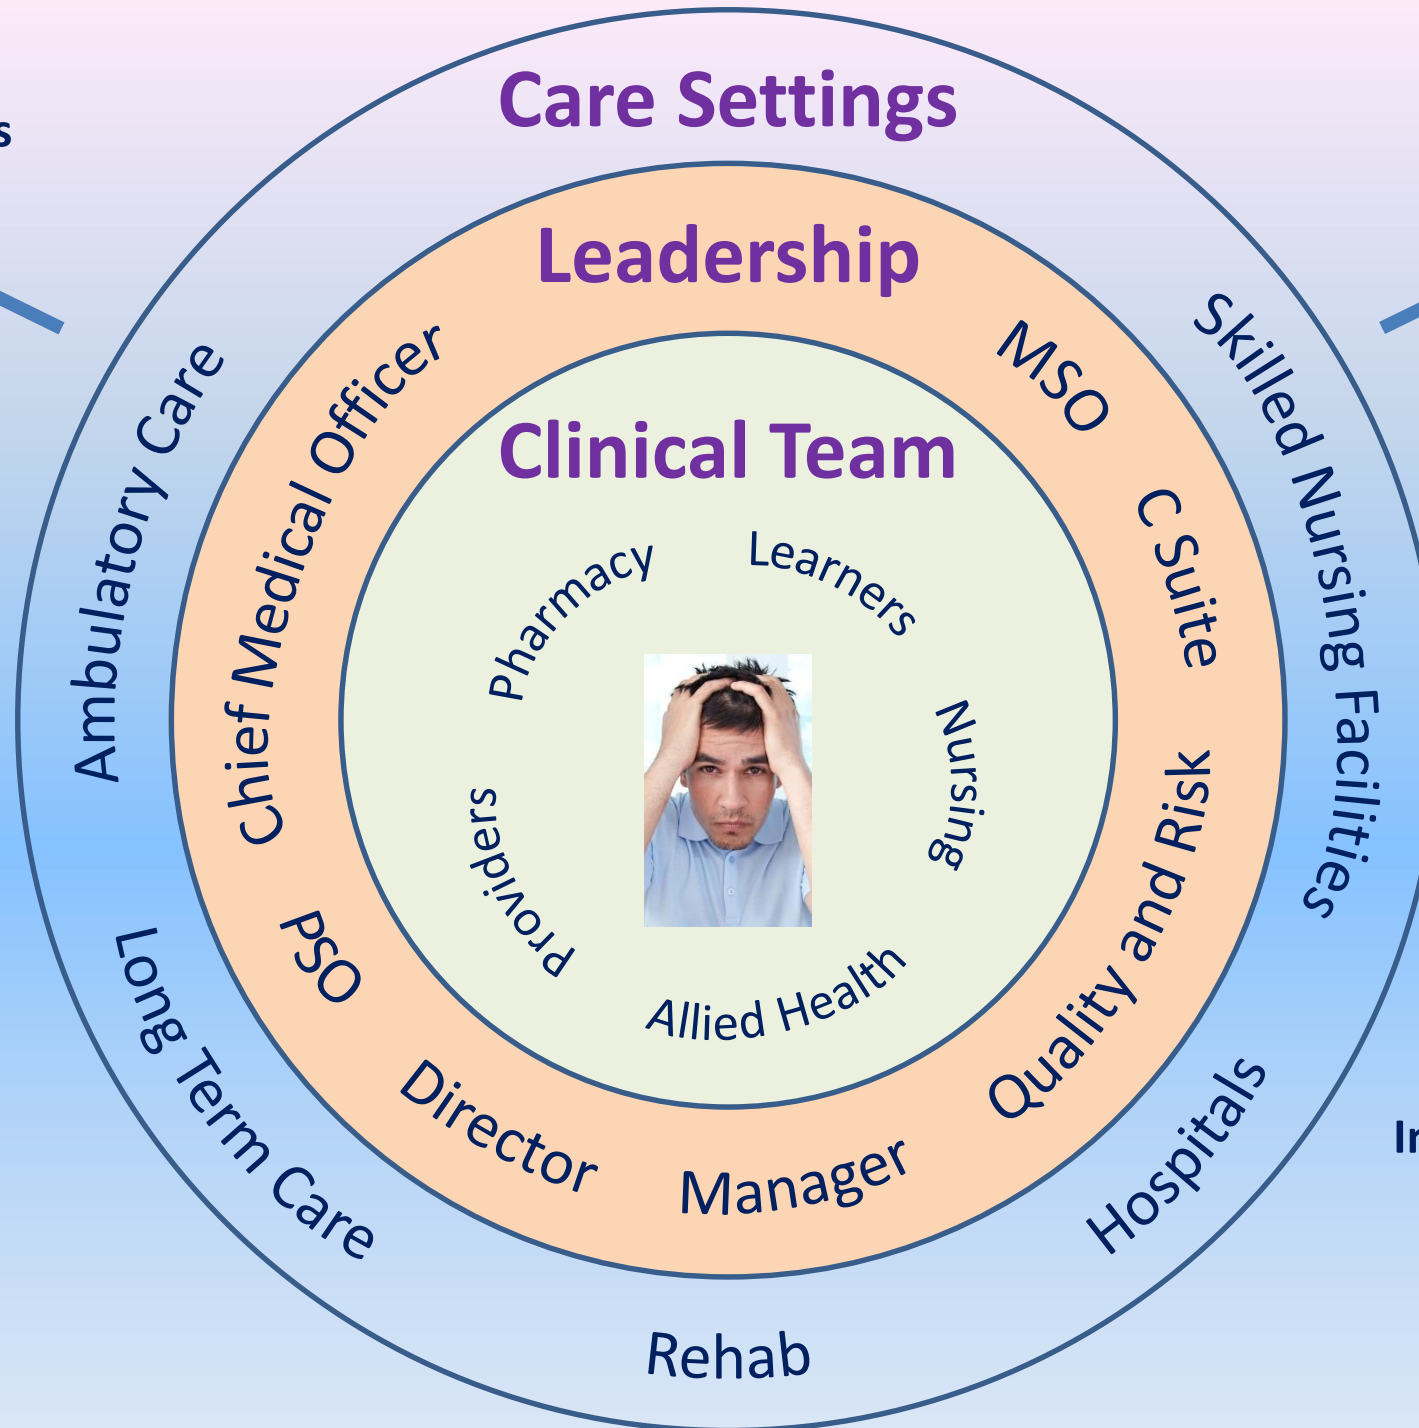 Care Settings
Leadership
Clinical Team
Ambulatory Care
Skilled Nursing Facilities
Hospitals
Rehab
Long Term Care
Chief Medical Officer
MSO
C Suite
Quality and Risk
Manager
Director
PSO
Pharmacy
Learners
Nursing
Allied Health
Providers